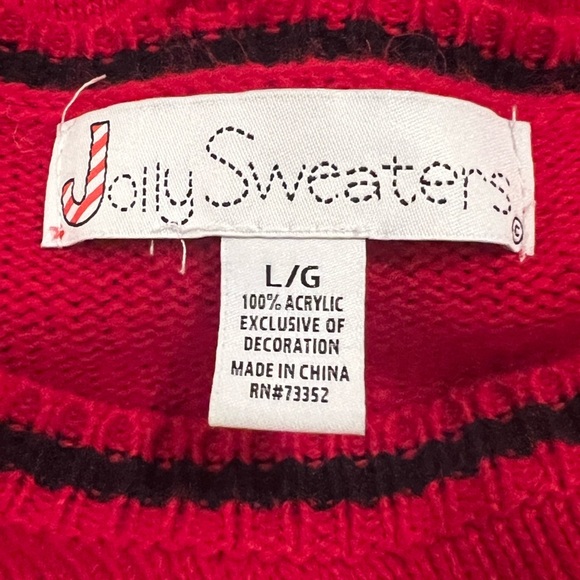 Jolly Sweaters ©
L/G
100% ACRYLIC
EXCLUSIVE OF
DECORATION
MADE IN CHINA
RN#73352